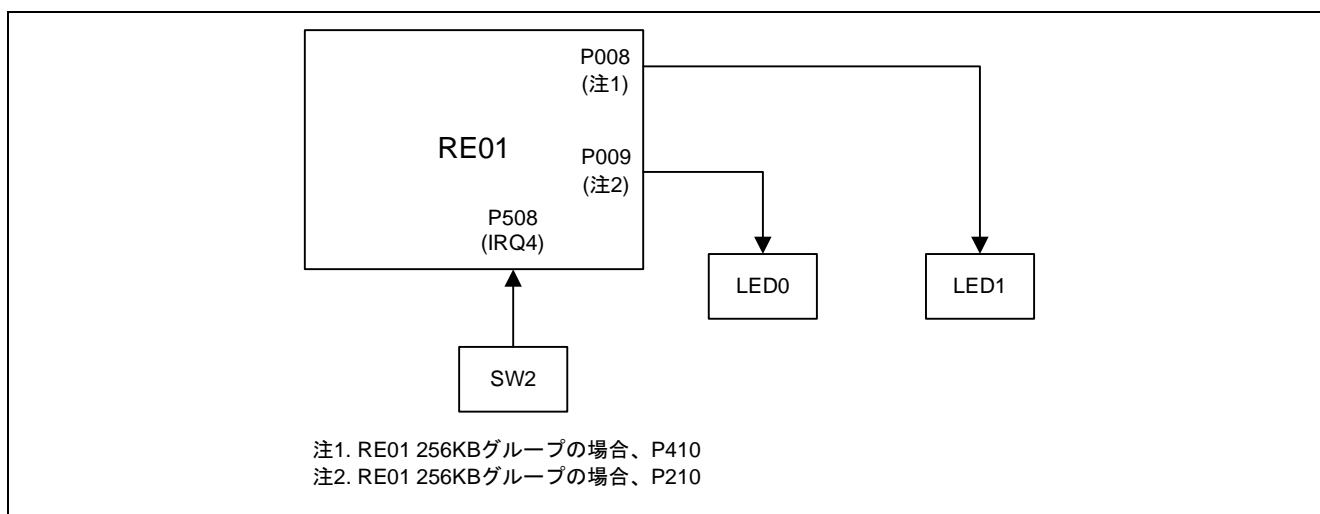 P008
(注1)
RE01
P009
(注2)
P508
(IRQ4)
LED0
LED1
SW2
注1. RE01 256KBグループの場合、P410
注2. RE01 256KBグループの場合、P210